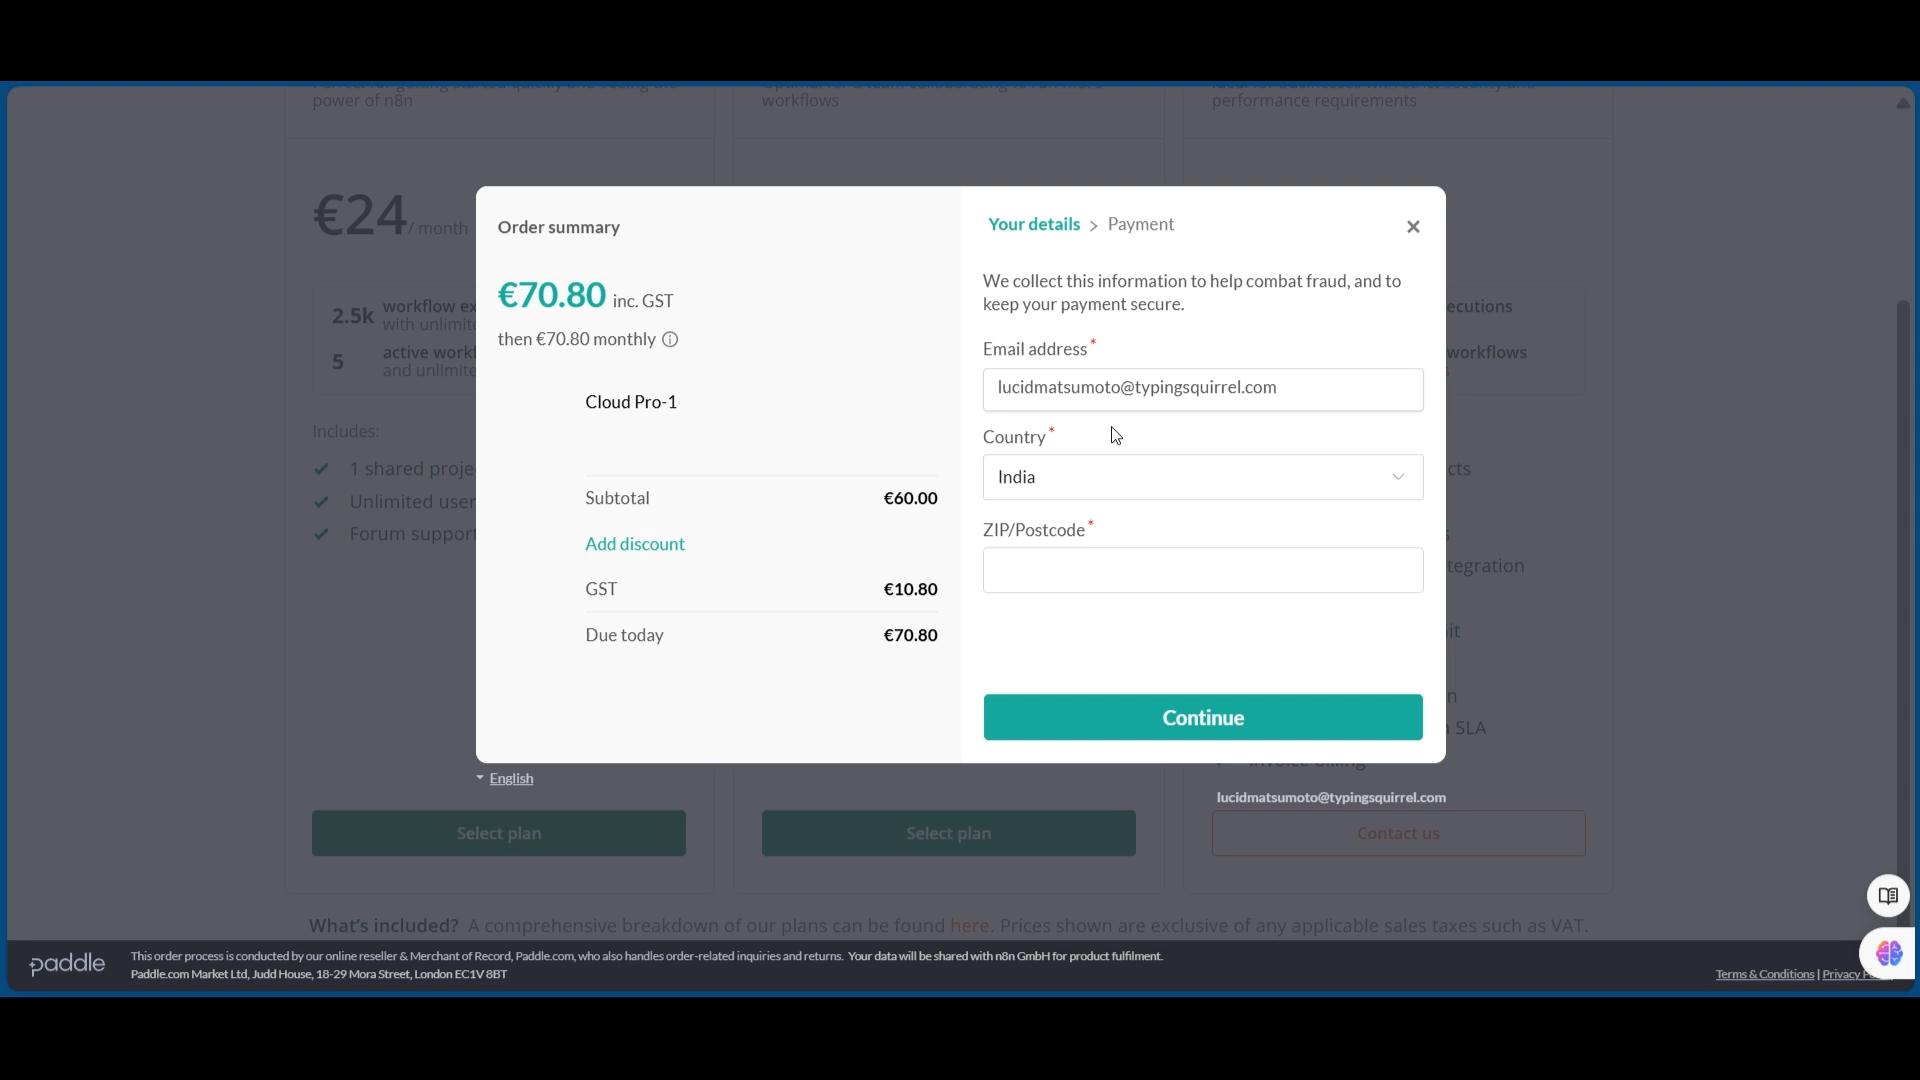 power of n8n
workflows
performance requirements
€24 / month
2.5k workflow ex
with unlimite
5 active work
and unlimite
Includes:
1 shared proje
Unlimited user
Forum support
Order summary
€70.80 inc. GST
then €70.80 monthly
Cloud Pro-1
Subtotal €60.00
Add discount
GST €10.80
Due today €70.80
Your details > Payment
We collect this information to help combat fraud, and to
keep your payment secure.
Email address*
lucidmatsumoto@typingsquirrel.com
Country*
India
ZIP/Postcode*
Continue
ecutions
workflows
s
cts
s
tegration
it
n
SLA
English
lucidmatsumoto@typingsquirrel.com
Select plan
Select plan
Contact us
What's included? A comprehensive breakdown of our plans can be found here. Prices shown are exclusive of any applicable sales taxes such as VAT.
paddle
This order process is conducted by our online reseller & Merchant of Record, Paddle.com, who also handles order-related inquiries and returns. Your data will be shared with n8n GmbH for product fulfilment.
Paddle.com Market Ltd, Judd House, 18-29 Mora Street, London EC1V 8BT
Terms & Conditions | Privacy